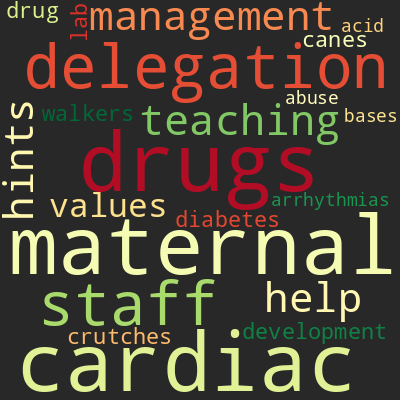 drug
lab
management
acid
canes
delegation
abuse
walkers
teaching
bases
hints
drugs
arrhythmias
values
diabetes
maternal
staff
help
crutches
development
cardiac